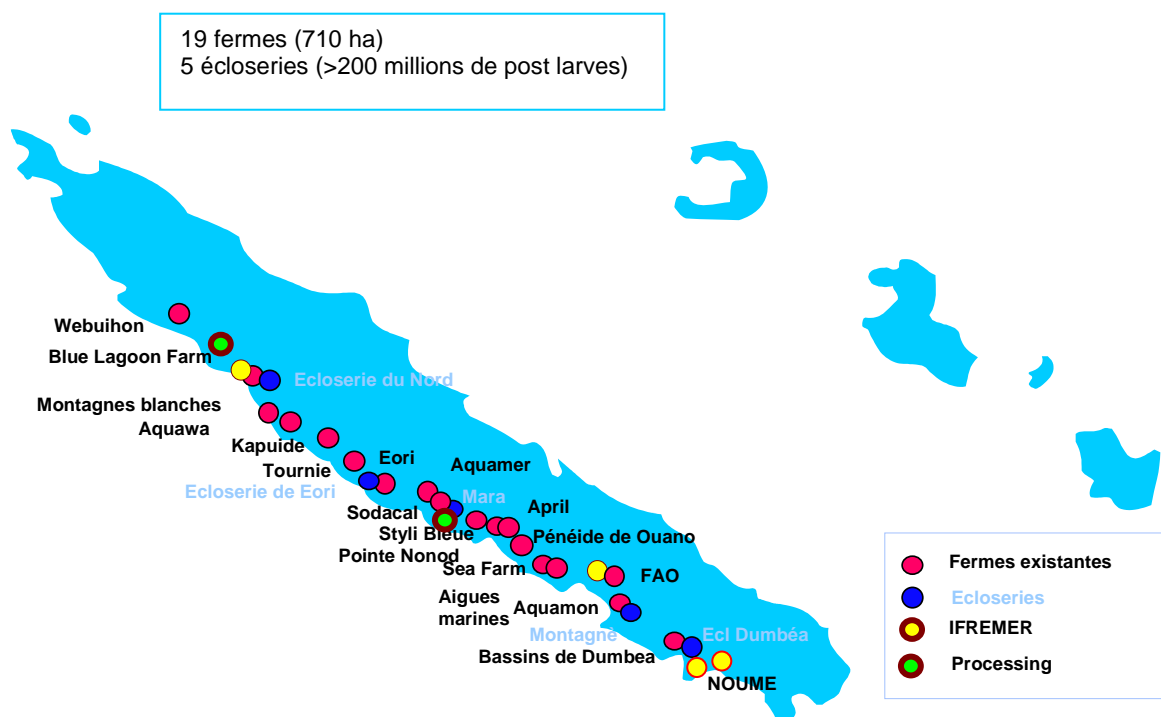 19 fermes (710 ha)
5 écloseries (>200 millions de post larves)
Webuihon
Blue Lagoon Farm
Ecloserie du Nord
Montagnes blanches
Aquawa
Kapuide
Tournie
Eori
Ecloserie de Eori
Aquamer
Mara
Sodacal
April
Styli Bleue
Pénéide de Ouano
Pointe Nonod
Sea Farm
FAO
Aigues
marines
Aquamon
Montagné
Ecl Dumbéa
Bassins de Dumbea
NOUME
Fermes existantes
Ecloseries
IFREMER
Processing